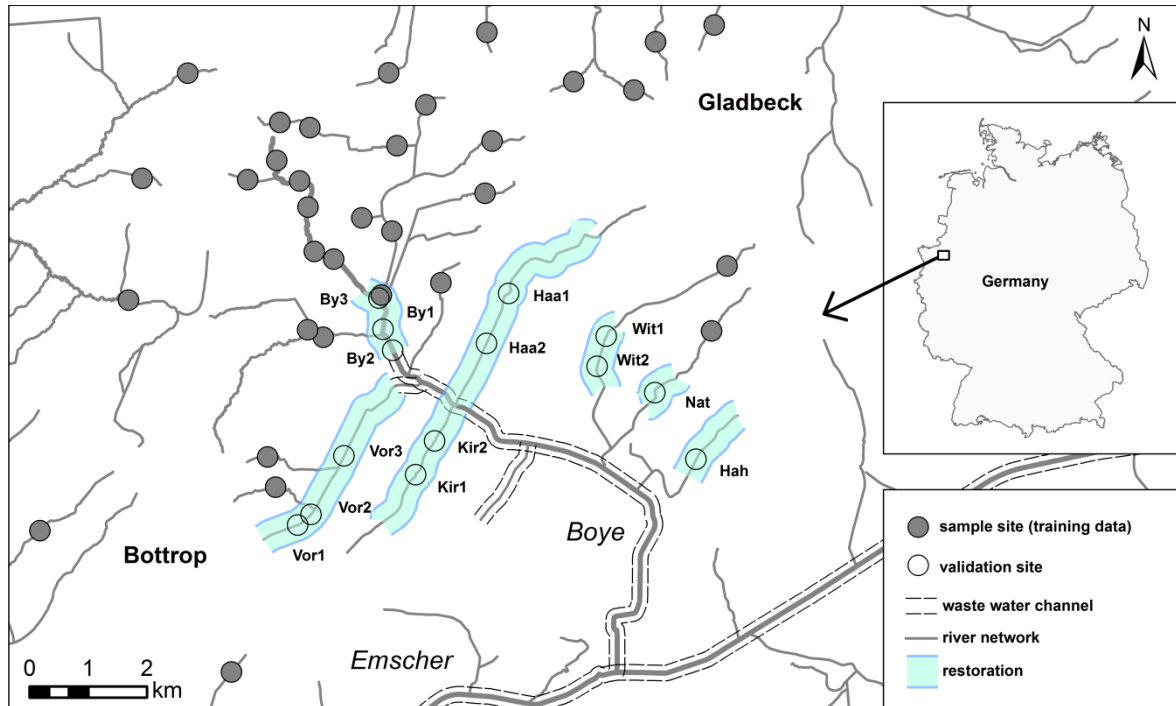 N
Gladbeck
Germany
By3
By1
Haa1
By2
Haa2
Wit1
Wit2
Nat
Vor3
Kir2
Hah
Kir1
Vor2
Vor1
Boye
Bottrop
Emscher
0 1 2
km
sample site (training data)
validation site
waste water channel
river network
restoration